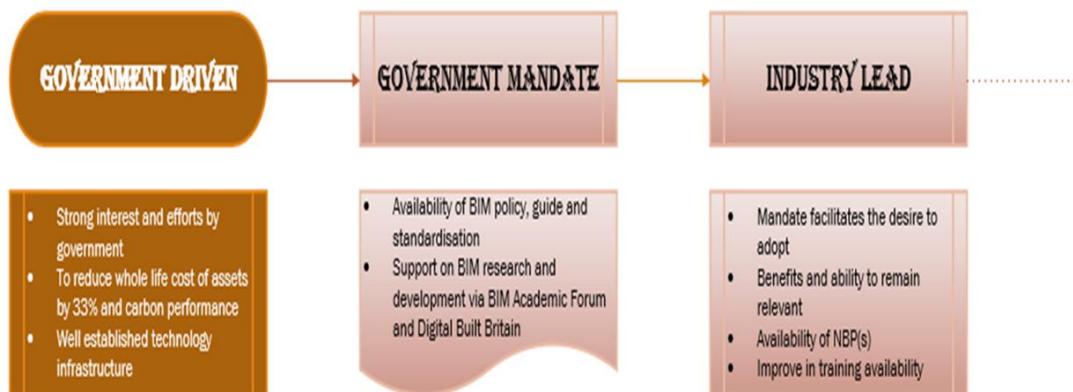 GOVERNMENT DRIVEN
GOVERNMENT MANDATE
INDUSTRY LEAD
• Strong interest and efforts by
government
• To reduce whole life cost of assets
by 33% and carbon performance
• Well established technology
infrastructure
• Availability of BIM policy, guide and
standardisation
• Support on BIM research and
development via BIM Academic Forum
and Digital Built Britain
• Mandate facilitates the desire to
adopt
• Benefits and ability to remain
relevant
• Availability of NBP(s)
• Improve in training availability